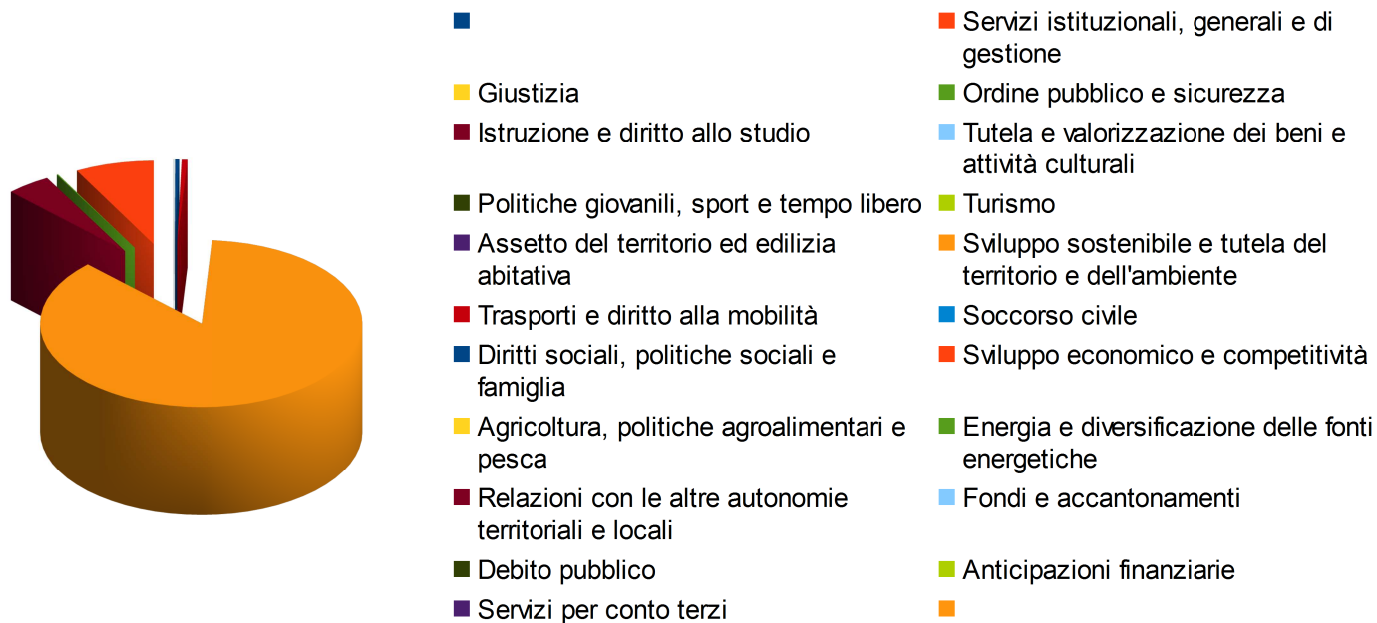 Servizi istituzionali, generali e di
gestione
Giustizia
Ordine pubblico e sicurezza
Istruzione e diritto allo studio
Tutela e valorizzazione dei beni e
attività culturali
Politiche giovanili, sport e tempo libero
Turismo
Assetto del territorio ed edilizia
abitativa
Sviluppo sostenibile e tutela del
territorio e dell'ambiente
Trasporti e diritto alla mobilità
Soccorso civile
Diritti sociali, politiche sociali e
famiglia
Sviluppo economico e competitività
Agricoltura, politiche agroalimentari e
pesca
Energia e diversificazione delle fonti
energetiche
Relazioni con le altre autonomie
territoriali e locali
Fondi e accantonamenti
Debito pubblico
Anticipazioni finanziarie
Servizi per conto terzi